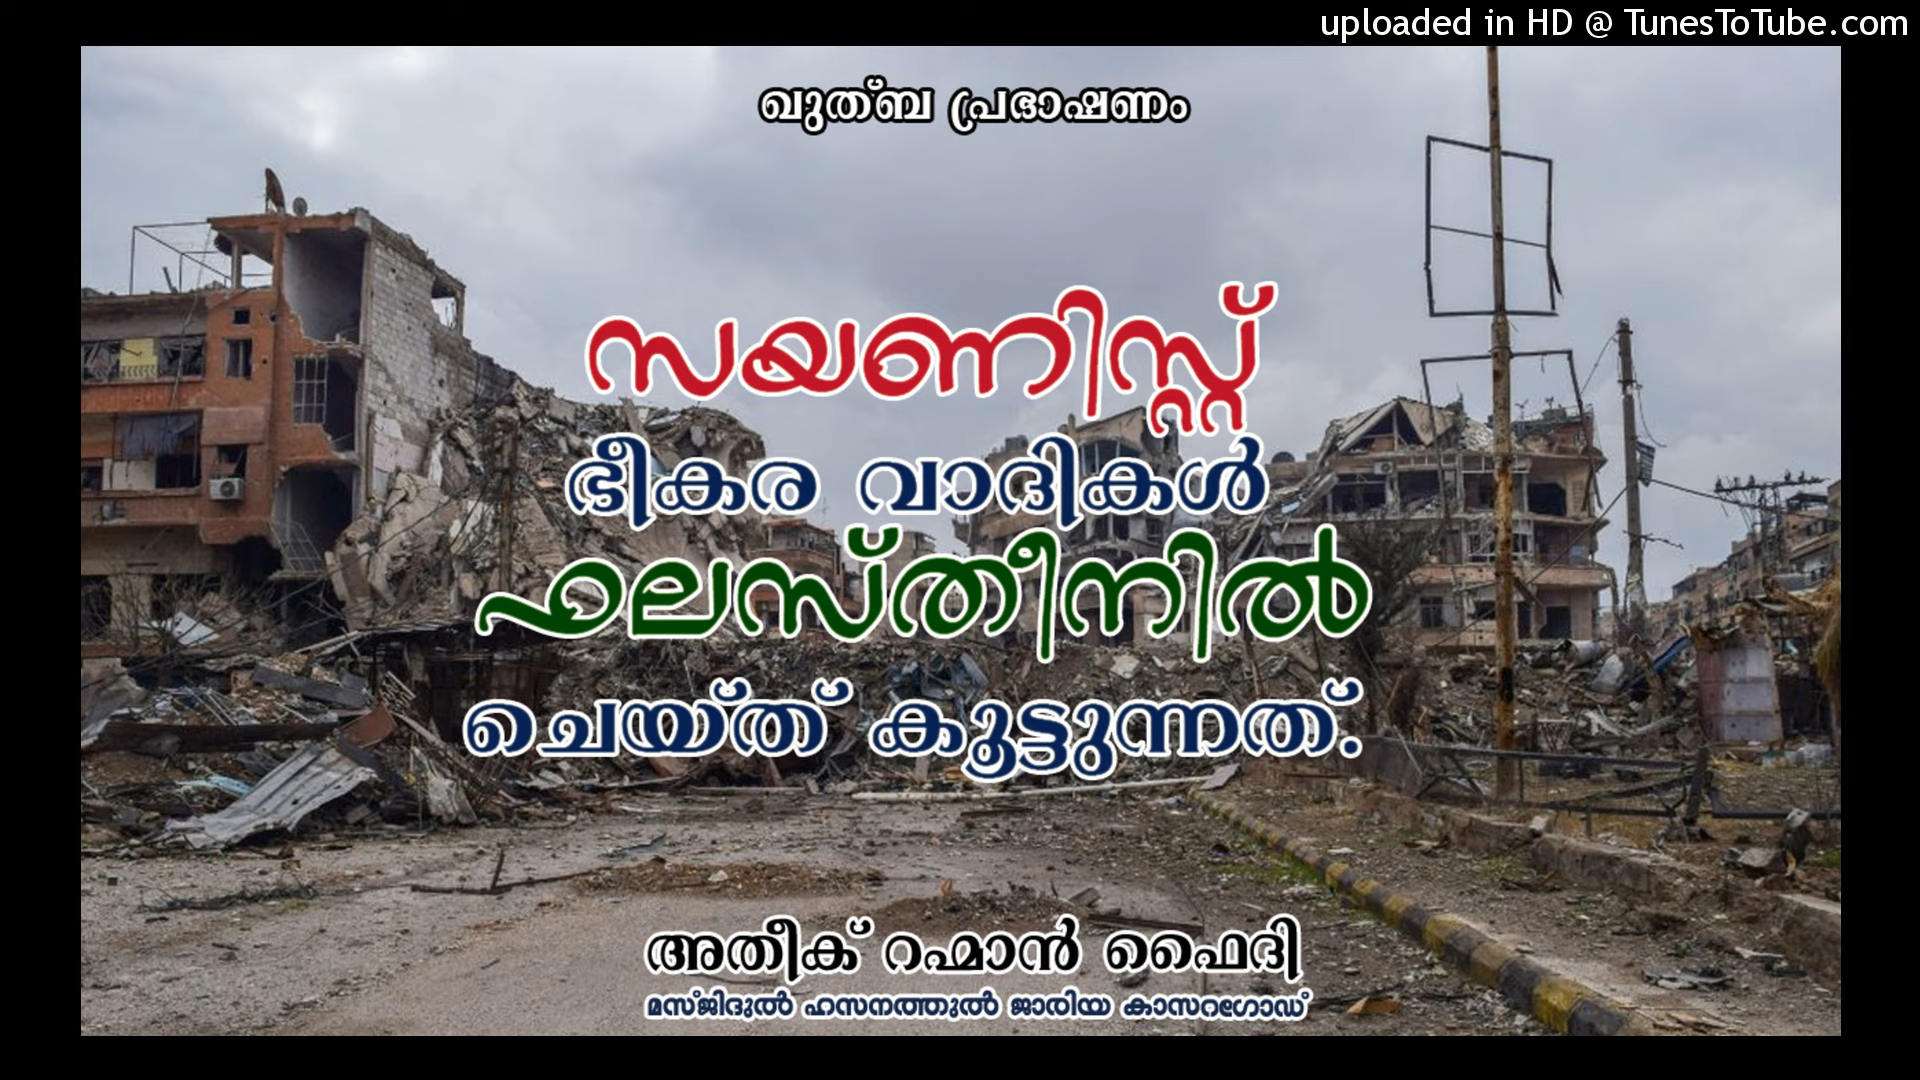 uploaded in HD @ TunesToTube.com
ഖുത്ബ പ്രഭാഷണം
സയണിസ്റ്റ്
ഭീകര വാദികൾ
ഫലസ്തീനിൽ
ചെയ്ത് കൂട്ടുന്നത്.
അതീക് റഹ്മാൻ ഫൈദി
മസ്ജിദുൽ ഹസനത്തുൽ ജാരിയ കാസറഗോഡ്